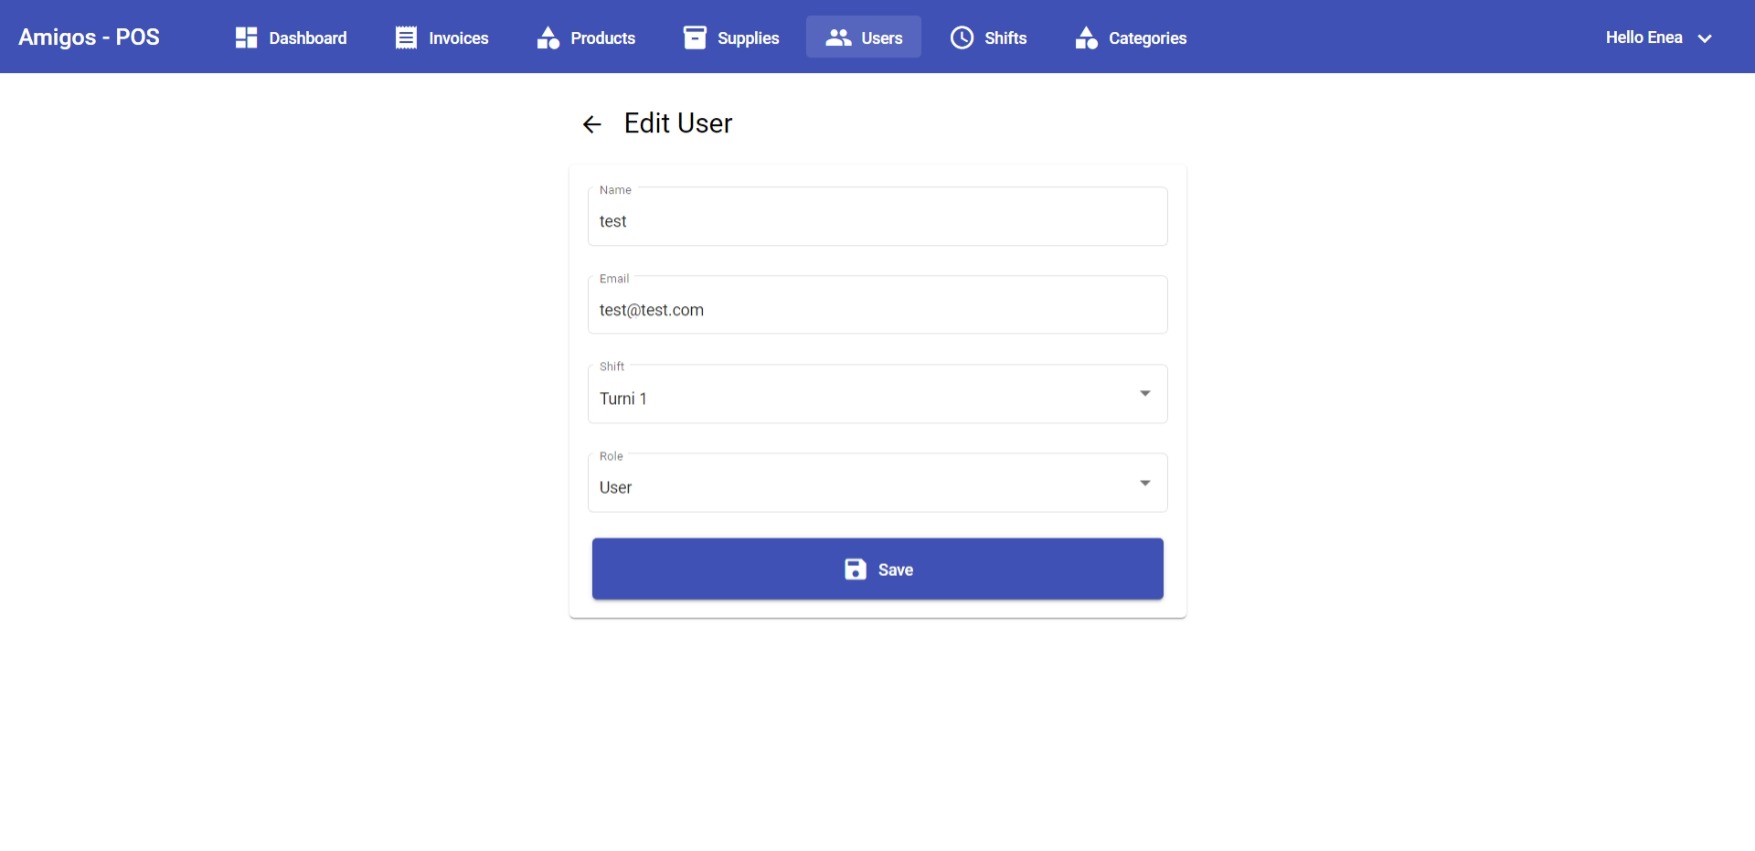 Amigos - POS Dashboard Invoices Products Supplies Users Shifts Categories Hello Enea
Edit User
Name
test
Email
test@test.com
Shift
Turni 1
Role
User
Save